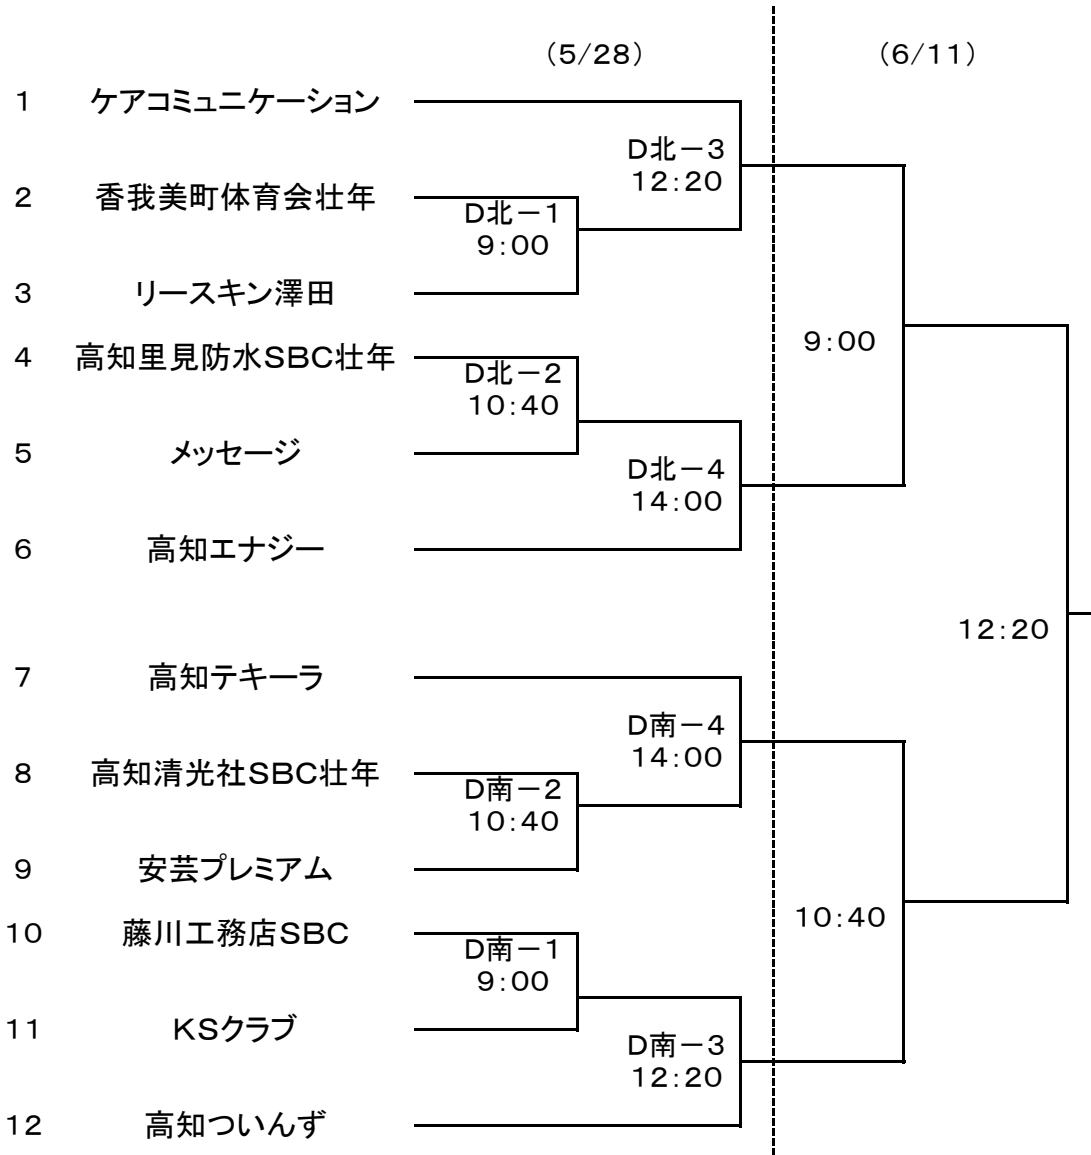 （5/28）
（6/11）
1 ケアコミュニケーション
D北－3
12：20
2 香我美町体育会壮年
D北－1
9：00
3 リースキン澤田
9：00
4 高知里見防水SBC壮年
D北－2
10：40
5 メッセージ
D北－4
14：00
6 高知エナジー
12：20
7 高知テキーラ
D南－4
14：00
8 高知清光社SBC壮年
D南－2
10：40
9 安芸プレミアム
10：40
10 藤川工務店SBC
D南－1
9：00
11 KSクラブ
D南－3
12：20
12 高知ついんず